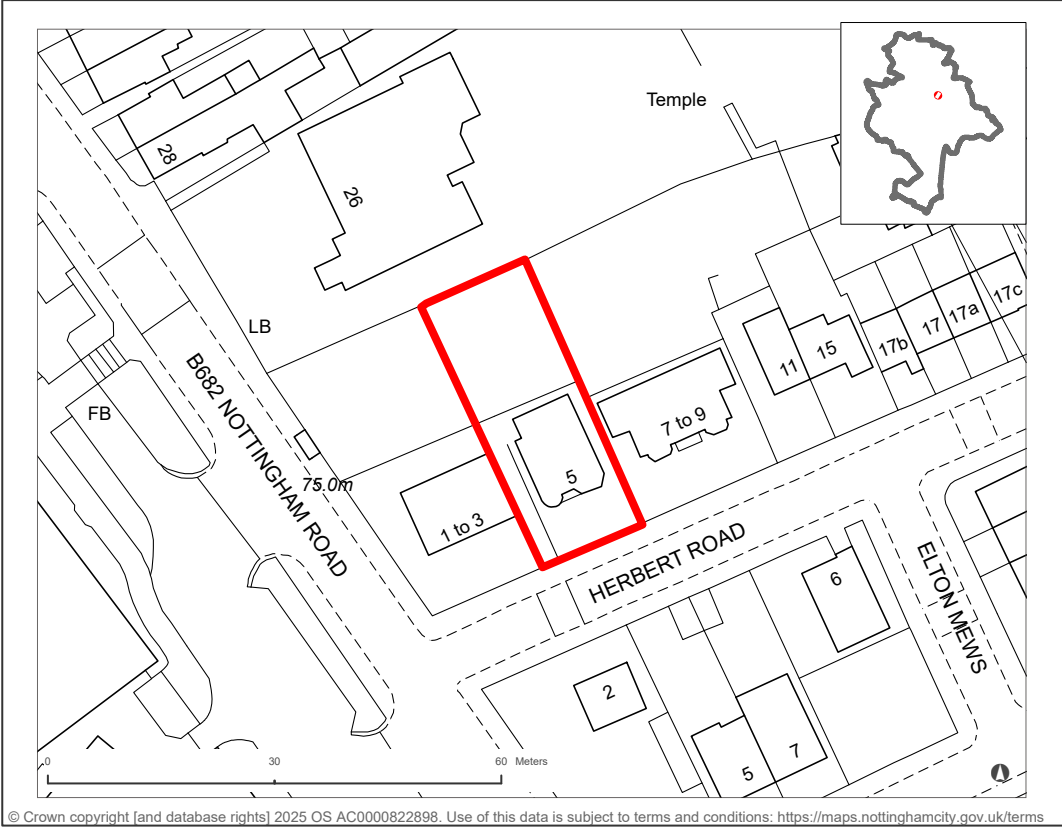 Temple
28
26
LB
17c
17a
17
17b
15
11
B682 NOTTINGHAM ROAD
FB
7 to 9
5
75.0m
1 to 3
HERBERT ROAD
6
ELTON MEWS
2
7
5
0 30 60 Meters
© Crown copyright [and database rights] 2025 OS AC0000822898. Use of this data is subject to terms and conditions: https://maps.nottinghamcity.gov.uk/terms